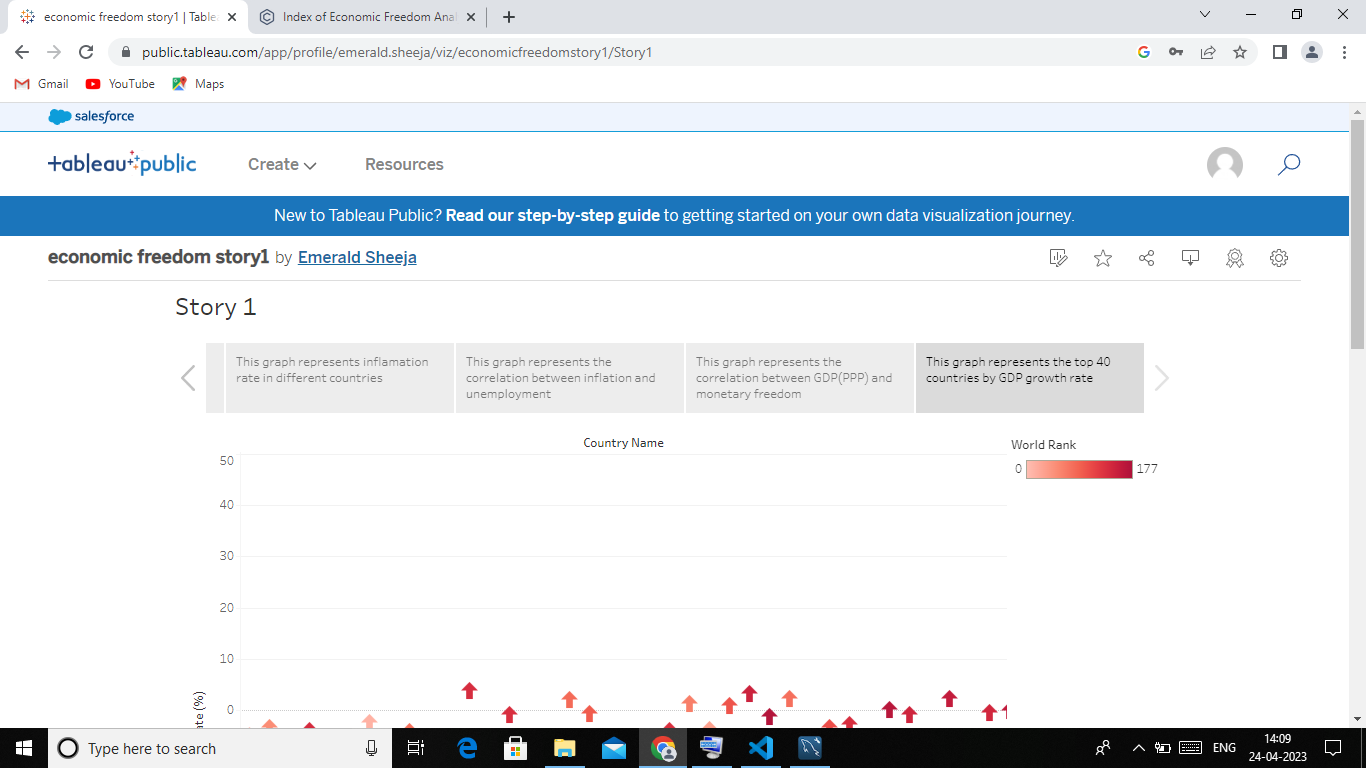 economic freedom story1 | Table
Index of Economic Freedom Anal
public.tableau.com/app/profile/emerald.sheeja/viz/economicfreedomstory1/Story1
Gmail
YouTube
Maps
salesforce
+ableau+public
Create
Resources
New to Tableau Public? Read our step-by-step guide to getting started on your own data visualization journey.
economic freedom story1 by Emerald Sheeja
Story 1
This graph represents inflamation
rate in different countries
This graph represents the
correlation between inflation and
unemployment
This graph represents the
correlation between GDP(PPP) and
monetary freedom
This graph represents the top 40
countries by GDP growth rate
Country Name
World Rank
0
177
50
40
30
20
10
0
ate (%)
Type here to search
ENG
14:09
24-04-2023